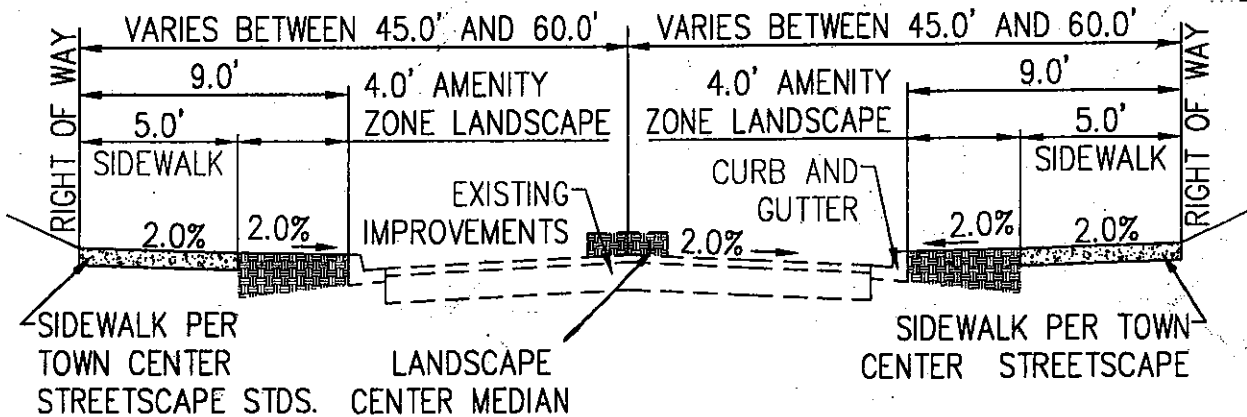 VARIES BETWEEN 45.0' AND 60.0'
VARIES BETWEEN 45.0' AND 60.0'
RIGHT OF WAY
RIGHT OF WAY
9.0'
4.0' AMENITY
ZONE LANDSCAPE
4.0' AMENITY
ZONE LANDSCAPE
9.0'
5.0'
SIDEWALK
5.0'
SIDEWALK
EXISTING
IMPROVEMENTS
CURB AND
GUTTER
2.0%
2.0%
2.0%
2.0%
2.0%
SIDEWALK PER
TOWN CENTER
STREETSCAPE STDS.
LANDSCAPE
CENTER MEDIAN
SIDEWALK PER TOWN
CENTER STREETSCAPE